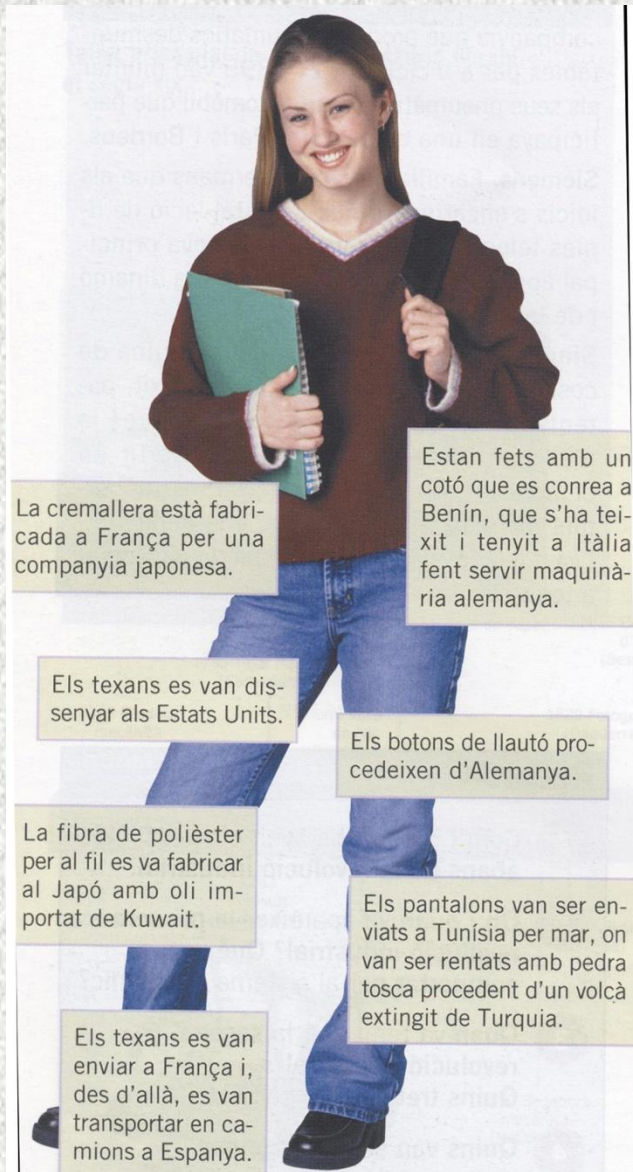 La cremallera està fabri-
cada a França per una
companyia japonesa.
Estan fets amb un
cotó que es conrea a
Benín, que s'ha tei-
xit i tenyit a Itàlia
fent servir maquinà-
ria alemanya.
Els texans es van dis-
senyar als Estats Units.
Els botons de llautó pro-
cedeixen d'Alemanya.
La fibra de polièster
per al fil es va fabricar
al Japó amb oli im-
portat de Kuwait.
Els pantalons van ser en-
viats a Tunísia per mar, on
van ser rentats amb pedra
tosca procedent d'un volcà
extingit de Turquia.
Els texans es van
enviar a França i,
des d'allà, es van
transportar en ca-
mions a Espanya.